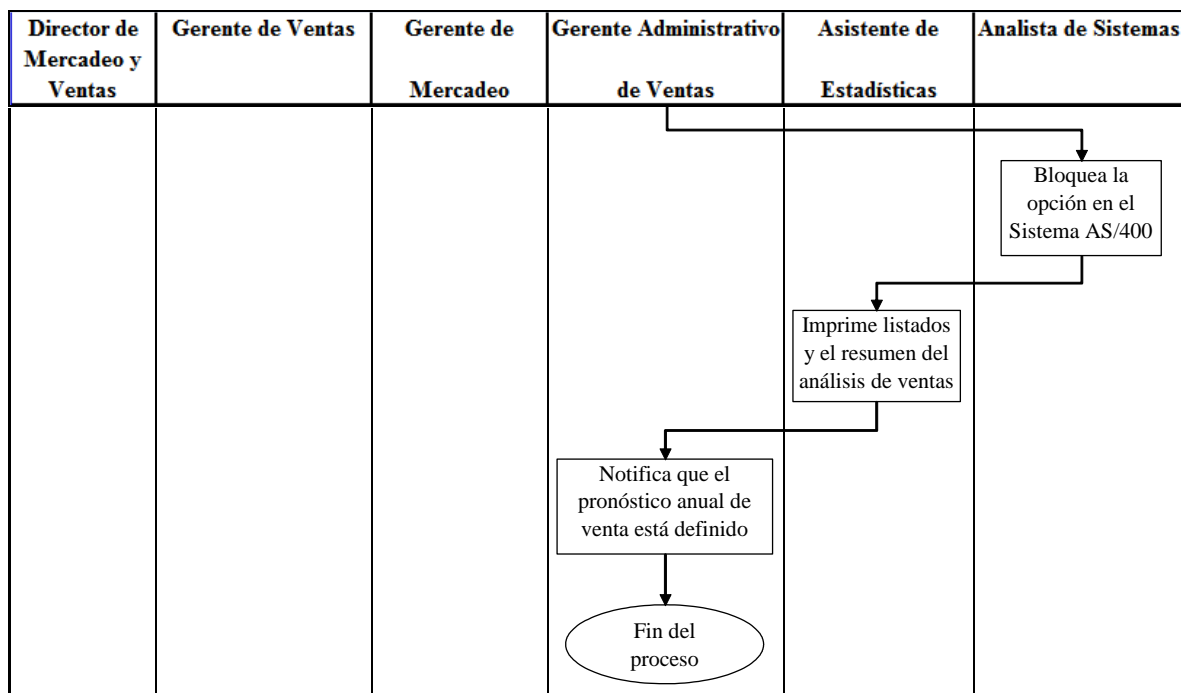 Director de
Mercadeo y
Ventas
Gerente de Ventas
Gerente de
Mercadeo
Gerente Administrativo
de Ventas
Asistente de
Estadísticas
Analista de Sistemas
Bloquea la
opción en el
Sistema AS/400
Imprime listados
y el resumen del
análisis de ventas
Notifica que el
pronóstico anual de
venta está definido
Fin del
proceso